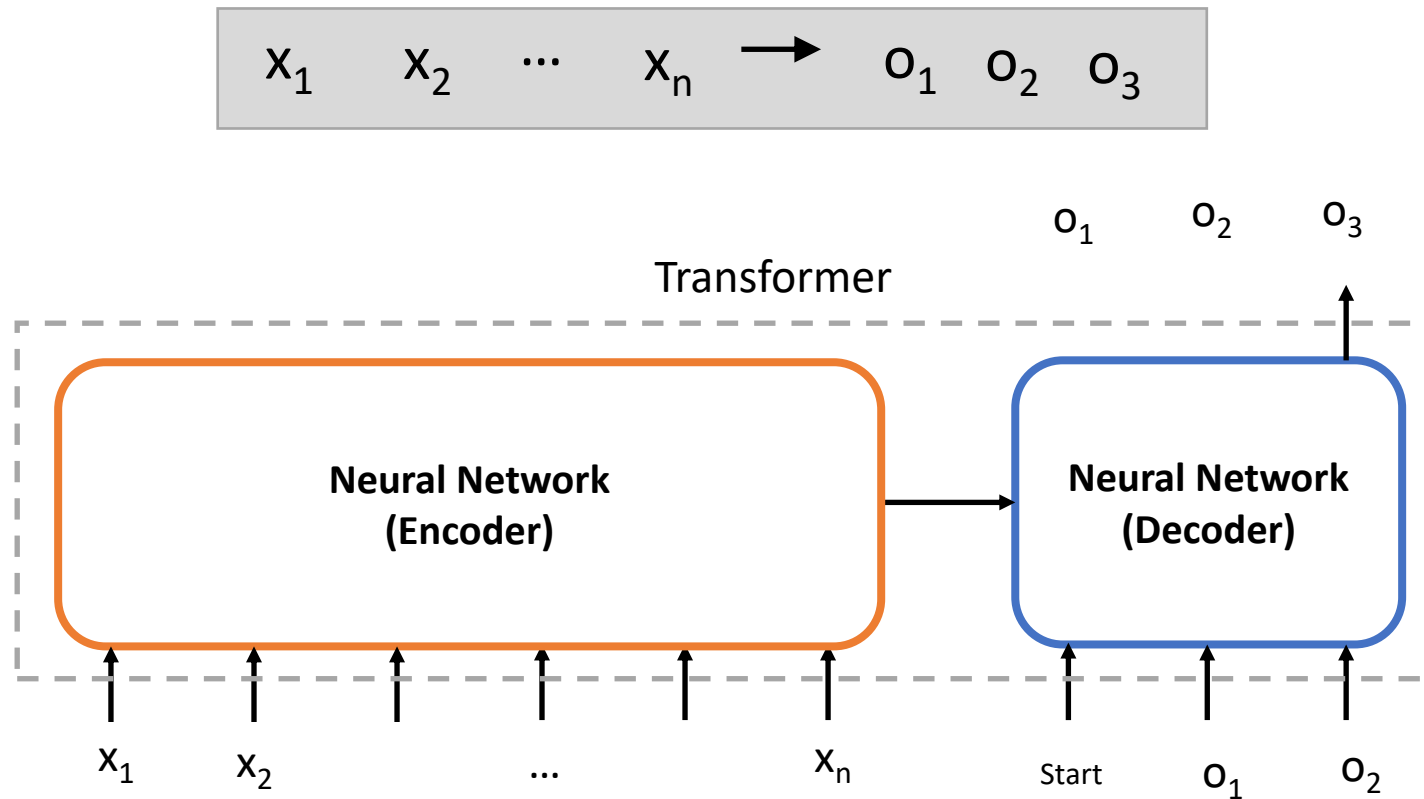 x₁ x₂ ... xₙ o₁ o₂ o₃
o₁ o₂ o₃
Transformer
Neural Network
(Encoder)
Neural Network
(Decoder)
x₁ x₂ ... xₙ Start o₁ o₂